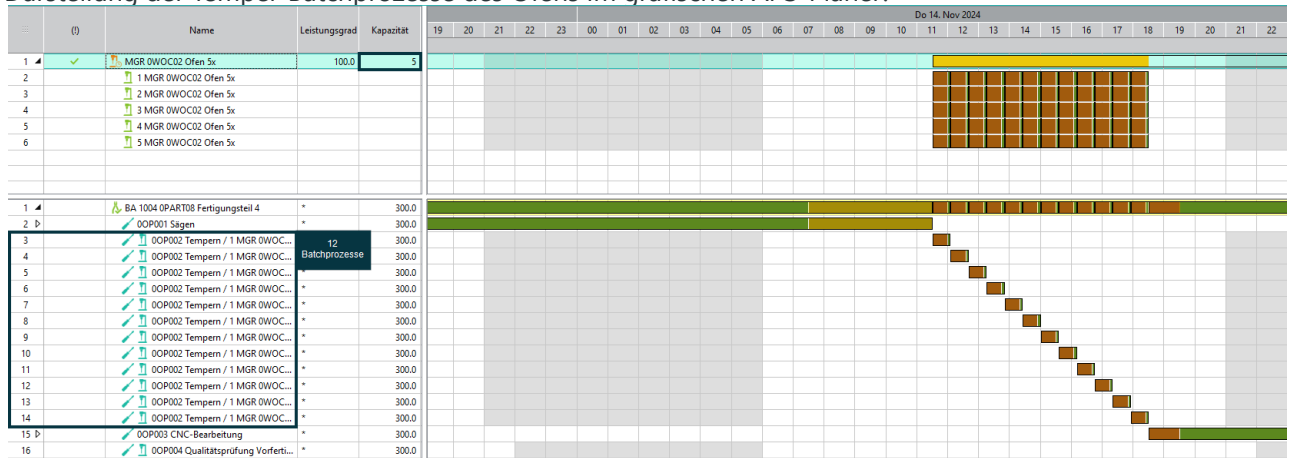 Darstellung der Temper-Batchprozesse des Ofens im grafischen APS-Planer:
Do 14. Nov 2024
(!) Name Leistungsgrad Kapazität 19 20 21 22 23 00 01 02 03 04 05 06 07 08 09 10 11 12 13 14 15 16 17 18 19 20 21 22
1 MGR 0WOC02 Ofen 5x 100.0 5
2 1 MGR 0WOC02 Ofen 5x
3 2 MGR 0WOC02 Ofen 5x
4 3 MGR 0WOC02 Ofen 5x
5 4 MGR 0WOC02 Ofen 5x
6 5 MGR 0WOC02 Ofen 5x
1 BA 1004 0PART08 Fertigungsteil 4 * 300.0
2 0OP001 Sägen * 300.0
3 0OP002 Tempern / 1 MGR 0WOC... 300.0
12
Batchprozesse
4 0OP002 Tempern / 1 MGR 0WOC... 300.0
5 0OP002 Tempern / 1 MGR 0WOC... * 300.0
6 0OP002 Tempern / 1 MGR 0WOC... * 300.0
7 0OP002 Tempern / 1 MGR 0WOC... * 300.0
8 0OP002 Tempern / 1 MGR 0WOC... * 300.0
9 0OP002 Tempern / 1 MGR 0WOC... * 300.0
10 0OP002 Tempern / 1 MGR 0WOC... * 300.0
11 0OP002 Tempern / 1 MGR 0WOC... * 300.0
12 0OP002 Tempern / 1 MGR 0WOC... * 300.0
13 0OP002 Tempern / 1 MGR 0WOC... * 300.0
14 0OP002 Tempern / 1 MGR 0WOC... * 300.0
15 0OP003 CNC-Bearbeitung * 300.0
16 0OP004 Qualitätsprüfung Vorferti... * 300.0